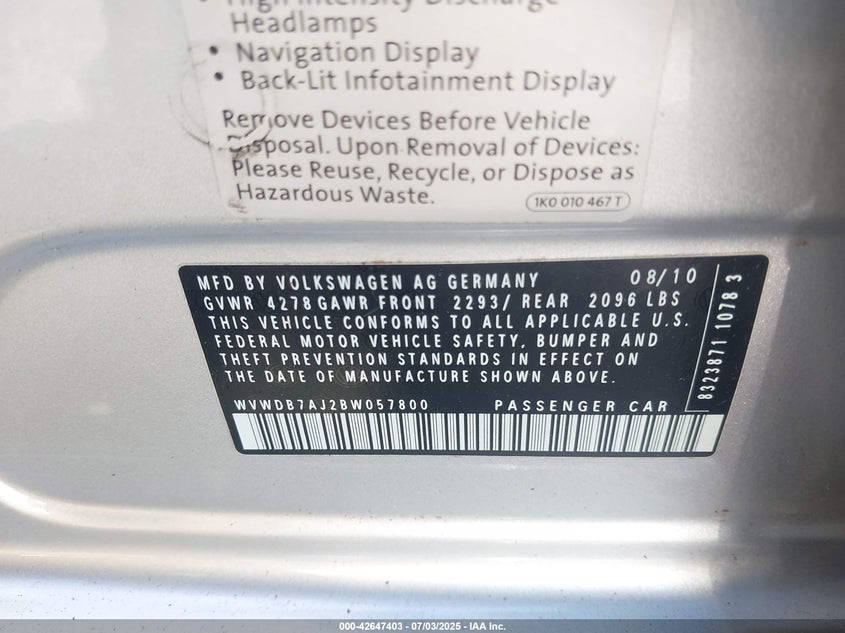 High Intensity Discharge
Headlamps
• Navigation Display
• Back-Lit Infotainment Display
Remove Devices Before Vehicle
Disposal. Upon Removal of Devices:
Please Reuse, Recycle, or Dispose as
Hazardous Waste.
1K0 010 467 T
MFD BY VOLKSWAGEN AG GERMANY 08/10
GVWR 4278 GAWR FRONT 2293/ REAR 2096 LBS
THIS VEHICLE CONFORMS TO ALL APPLICABLE U.S.
FEDERAL MOTOR VEHICLE SAFETY, BUMPER AND
THEFT PREVENTION STANDARDS IN EFFECT ON
THE DATE OF MANUFACTURE SHOWN ABOVE.
WVWDB7AJ2BW057800 PASSENGER CAR
8323871 1078 3
000-42647403 - 07/03/2025 - IAA Inc.